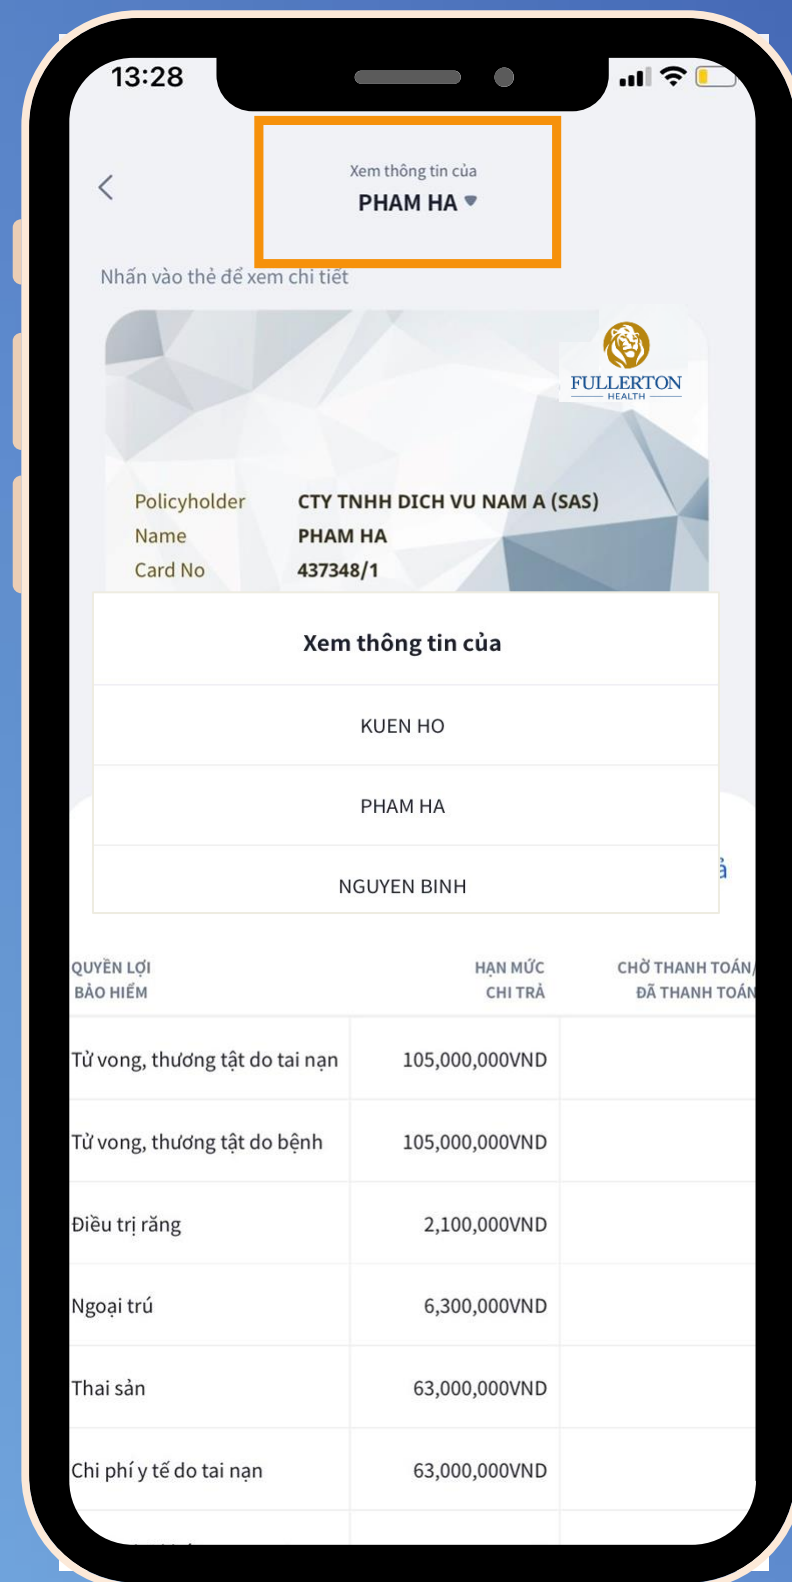 13:28
Xem thông tin của
PHAM HA
Nhấn vào thẻ để xem chi tiết
FULLERTON
HEALTH
Policyholder CTY TNHH DICH VU NAM A (SAS)
Name PHAM HA
Card No 437348/1
Xem thông tin của
KUEN HO
PHAM HA
NGUYEN BINH
QUYỀN LỢI HẠN MỨC CHỜ THANH TOÁN/
BẢO HIỂM CHI TRẢ ĐÃ THANH TOÁN
Tử vong, thương tật do tai nạn 105,000,000VND
Tử vong, thương tật do bệnh 105,000,000VND
Điều trị răng 2,100,000VND
Ngoại trú 6,300,000VND
Thai sản 63,000,000VND
Chi phí y tế do tai nạn 63,000,000VND